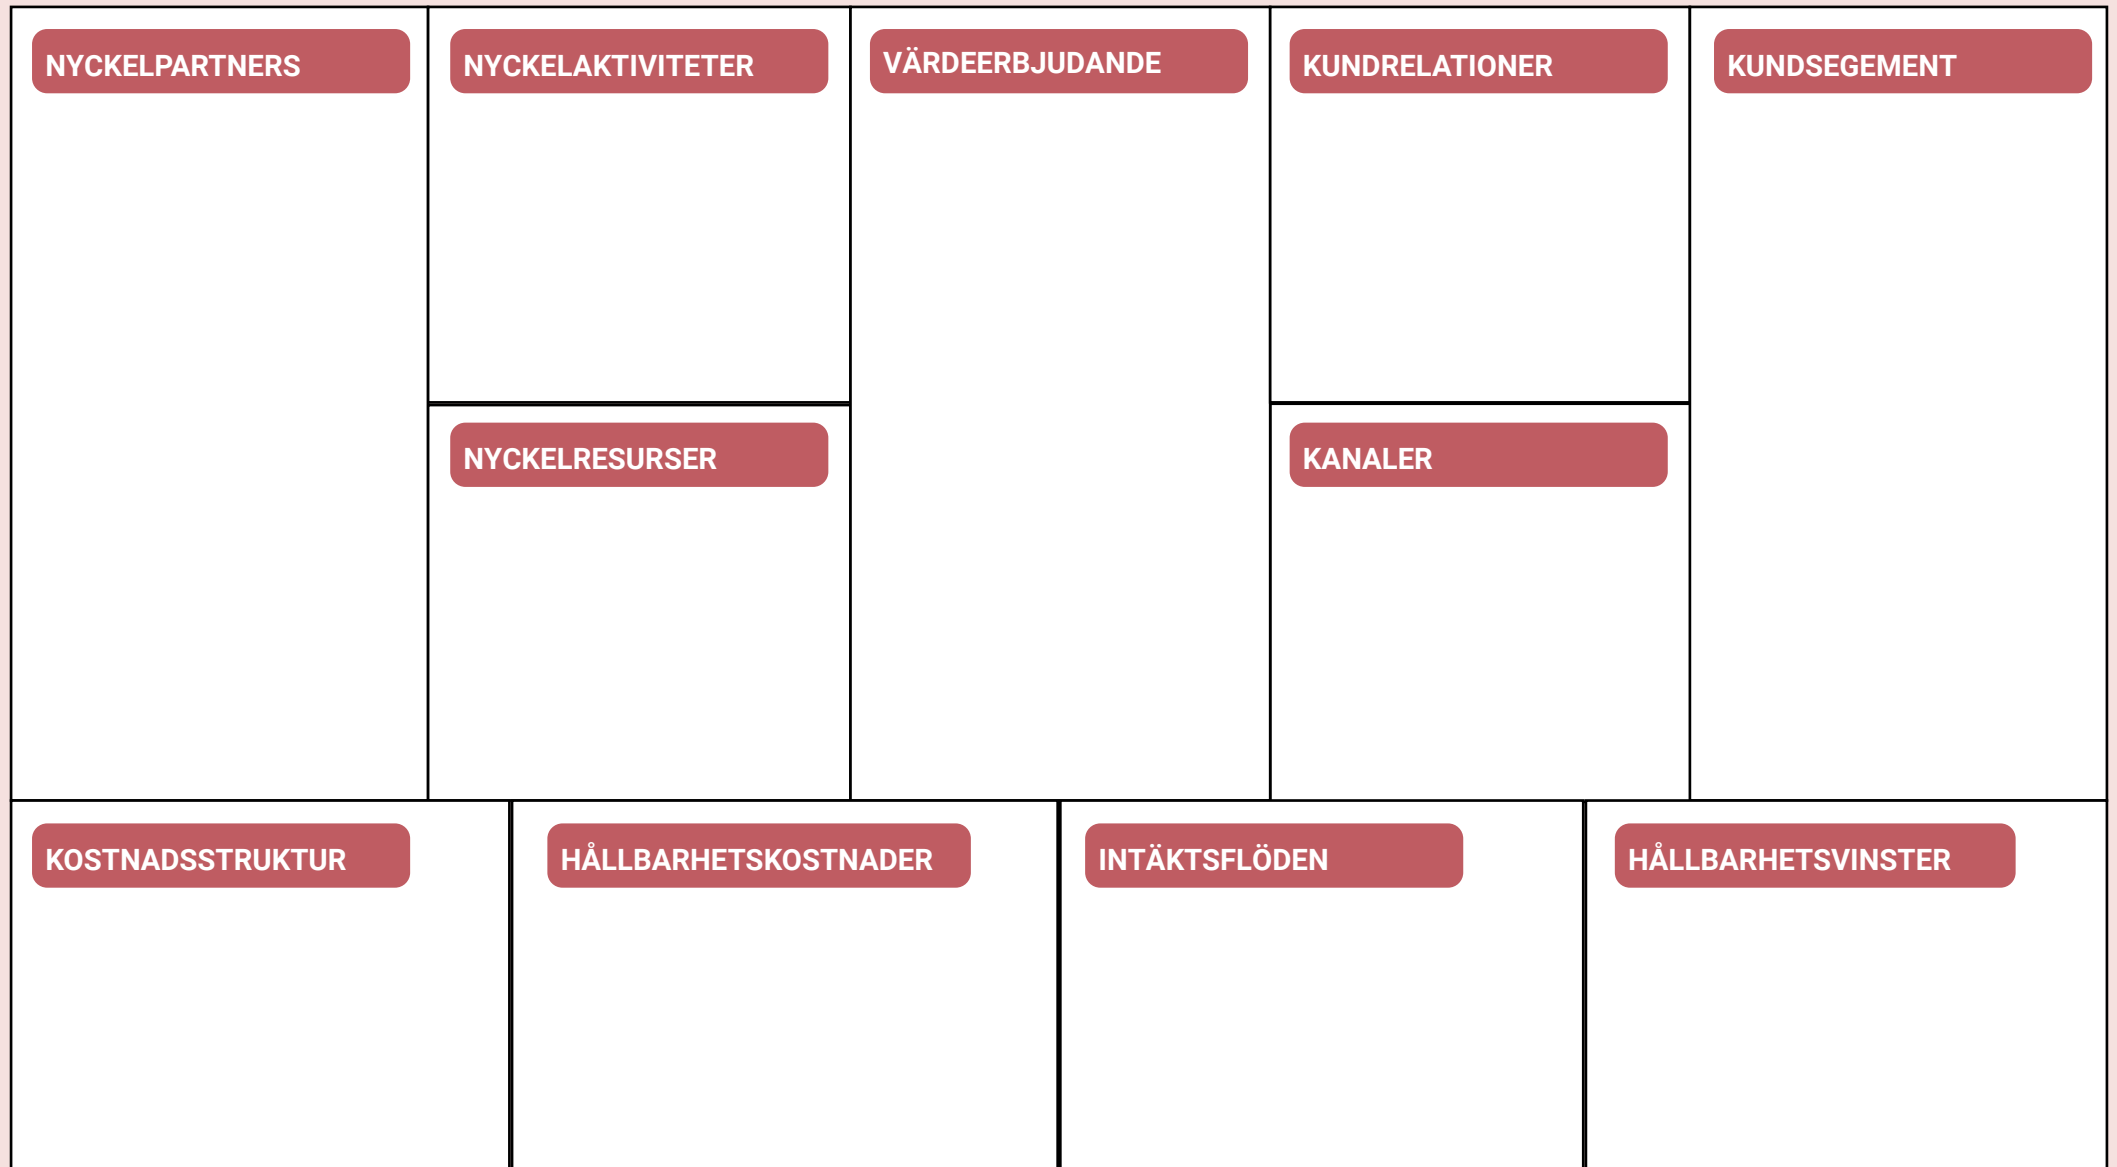 NYCKELPARTNERS
NYCKELAKTIVITETER
VÄRDEERBJUDANDE
KUNDRELATIONER
KUNDSEGEMENT
NYCKELRESURSER
KANALER
KOSTNADSSTRUKTUR
HÅLLBARHETSKOSTNADER
INTÄKTSFLÖDEN
HÅLLBARHETSVINSTER